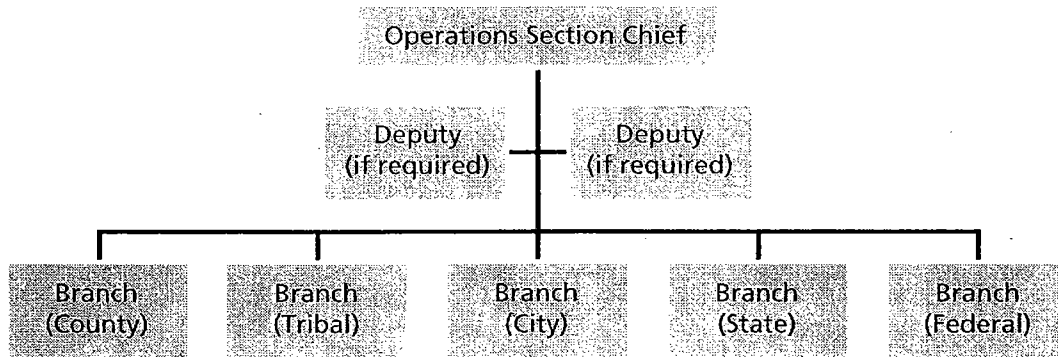 Operations Section Chief
Deputy
(if required)
Deputy
(if required)
Branch
(County)
Branch
(Tribal)
Branch
(City)
Branch
(State)
Branch
(Federal)